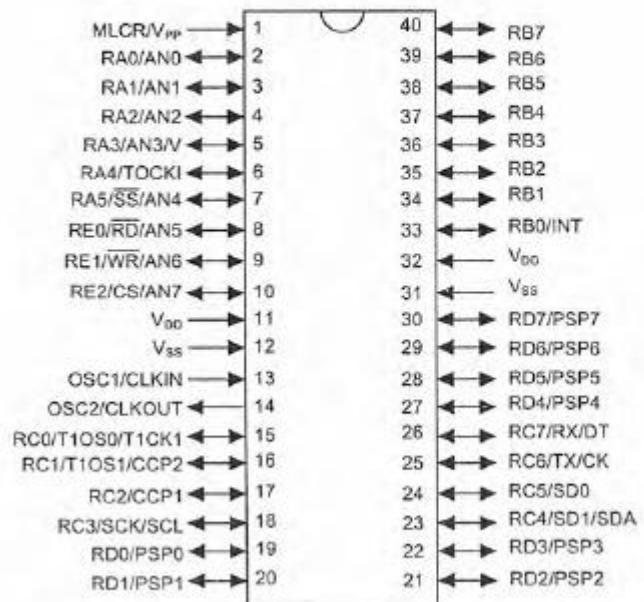 MLCR/VPP 1 40 RB7
RA0/AN0 2 39 RB6
RA1/AN1 3 38 RB5
RA2/AN2 4 37 RB4
RA3/AN3/V 5 36 RB3
RA4/TOCKI 6 35 RB2
RA5/S̅S̅/AN4 7 34 RB1
RE0/R̅D̅/AN5 8 33 RB0/INT
RE1/W̅R̅/AN6 9 32 VDD
RE2/CS/AN7 10 31 VSS
VDD 11 30 RD7/PSP7
VSS 12 29 RD6/PSP6
OSC1/CLKIN 13 28 RD5/PSP5
OSC2/CLKOUT 14 27 RD4/PSP4
RC0/T1OS0/T1CK1 15 26 RC7/RX/DT
RC1/T1OS1/CCP2 16 25 RC6/TX/CK
RC2/CCP1 17 24 RC5/SD0
RC3/SCK/SCL 18 23 RC4/SD1/SDA
RD0/PSP0 19 22 RD3/PSP3
RD1/PSP1 20 21 RD2/PSP2